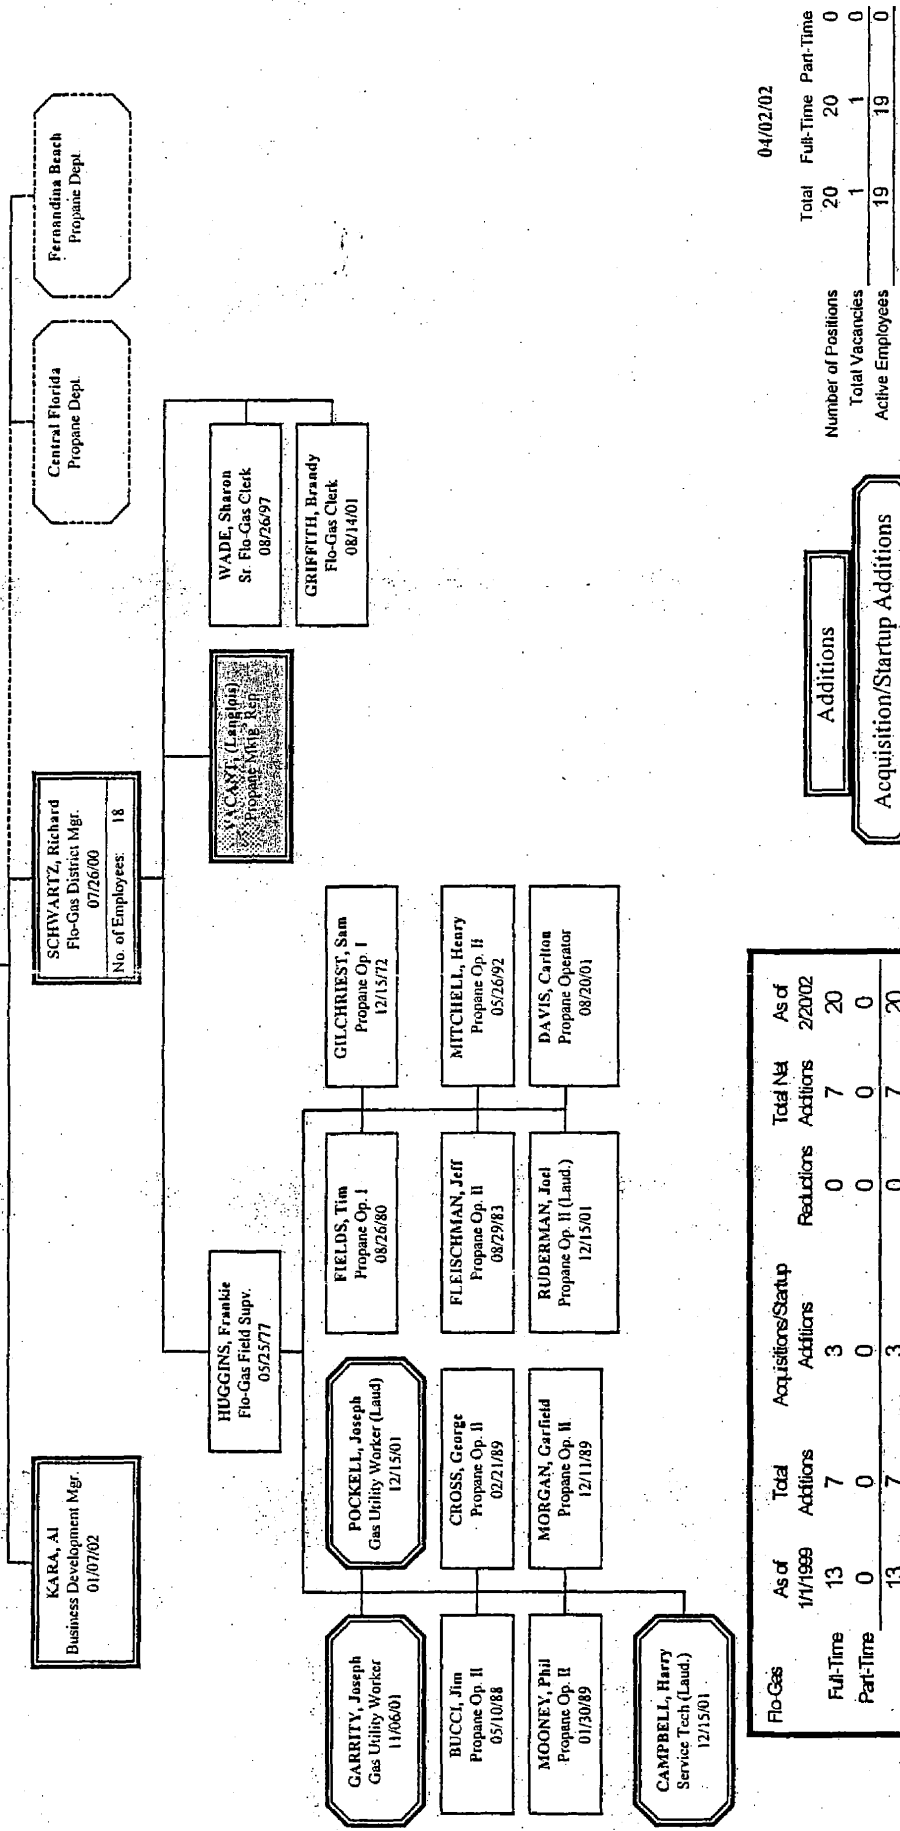 KARA, Al
Business Development Mgr.
01/07/02
SCHWARTZ, Richard
Flo-Gas District Mgr.
07/26/00
No. of Employees: 18
Central Florida
Propane Dept.
Fernandina Beach
Propane Dept.
HUGGINS, Frankie
Flo-Gas Field Supv.
05/25/77
VACANT, (Langlois)
Propane Mktg Rep
WADE, Sharon
Sr. Flo-Gas Clerk
08/26/97
GRIFFITH, Brandy
Flo-Gas Clerk
08/14/01
GARRITY, Joseph
Gas Utility Worker
11/06/01
POCKELL, Joseph
Gas Utility Worker (Laud)
12/15/01
FIELDS, Tim
Propane Op. I
08/26/80
GILCHRIEST, Sam
Propane Op. I
12/15/72
BUCCI, Jim
Propane Op. II
05/10/88
CROSS, George
Propane Op. II
02/21/89
FLEISCHMAN, Jeff
Propane Op. II
08/29/83
MITCHELL, Henry
Propane Op. II
05/26/92
MOONEY, Phil
Propane Op. II
01/30/89
MORGAN, Garfield
Propane Op. II
12/11/89
RUDERMAN, Joel
Propane Op. II (Laud.)
12/15/01
DAVIS, Carlton
Propane Operator
08/20/01
CAMPBELL, Harry
Service Tech (Laud.)
12/15/01
Flo-Gas As of 1/1/1999 Total Additions Acquisitions/Startup Additions Reductions Total Net Additions As of 2/20/02
Full-Time 13 7 3 0 7 20
Part-Time 0 0 0 0 0 0
13 7 3 0 7 20
Additions
Acquisition/Startup Additions
04/02/02
Total Full-Time Part-Time
Number of Positions 20 20 0
Total Vacancies 1 1 0
Active Employees 19 19 0